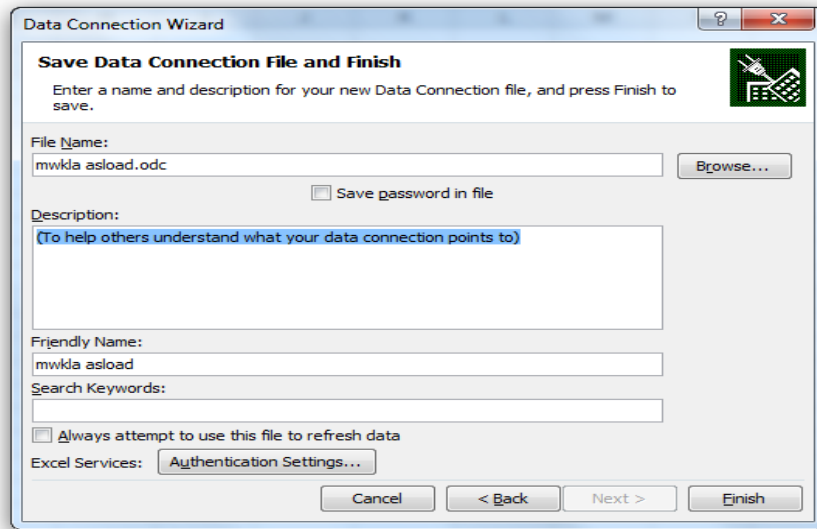 Data Connection Wizard
Save Data Connection File and Finish
Enter a name and description for your new Data Connection file, and press Finish to
save.
File Name:
mwkla asload.odc
Browse...
Save password in file
Description:
(To help others understand what your data connection points to)
Friendly Name:
mwkla asload
Search Keywords:
Always attempt to use this file to refresh data
Excel Services: Authentication Settings...
Cancel < Back Next > Finish